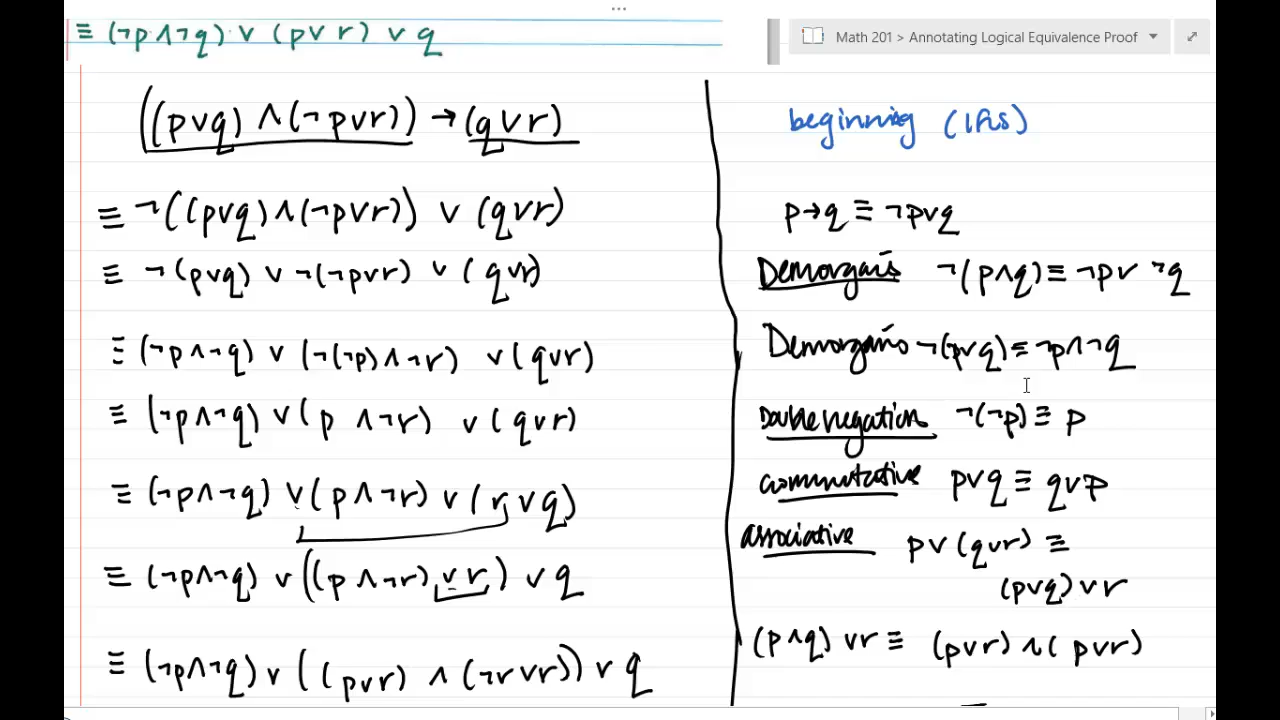 ≡ (¬p∧¬q) ∨ (p∨r) ∨ q
Math 201 > Annotating Logical Equivalence Proof
((p∨q) ∧(¬p∨r)) → (q∨r)
beginning (LHS)
≡ ¬((p∨q)∧(¬p∨r)) ∨ (q∨r)
p→q ≡ ¬p∨q
≡ ¬(p∨q) ∨ ¬(¬p∨r) ∨ (q∨r)
Demorgan's ¬(p∧q) ≡ ¬p∨ ¬q
≡ (¬p∧¬q) ∨ (¬(¬p)∧¬r) ∨(q∨r)
Demorgan's ¬(p∨q) ≡ ¬p∧¬q
≡ (¬p∧¬q) ∨(p ∧¬r) ∨(q∨r)
Double negation ¬(¬p) ≡ p
≡ (¬p∧¬q) ∨(p∧¬r) ∨(r∨q)
commutative p∨q ≡ q∨p
associative p∨(q∨r) ≡
(p∨q)∨r
≡ (¬p∧¬q) ∨((p∧¬r)∨r) ∨q
(p∧q)∨r ≡ (p∨r)∧(p∨r)
≡ (¬p∧¬q)∨((p∨r) ∧(¬r∨r))∨q